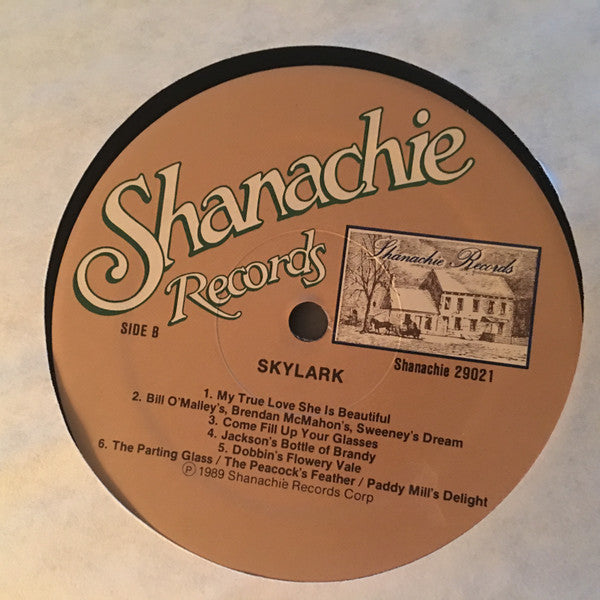 Shanachie
Records
Shanachie Records
SIDE B
Shanachie 29021
SKYLARK
1. My True Love She Is Beautiful
2. Bill O'Malley's, Brendan McMahon's, Sweeney's Dream
3. Come Fill Up Your Glasses
4. Jackson's Bottle of Brandy
5. Dobbin's Flowery Vale
6. The Parting Glass / The Peacock's Feather / Paddy Mill's Delight
Ⓟ 1989 Shanachie Records Corp